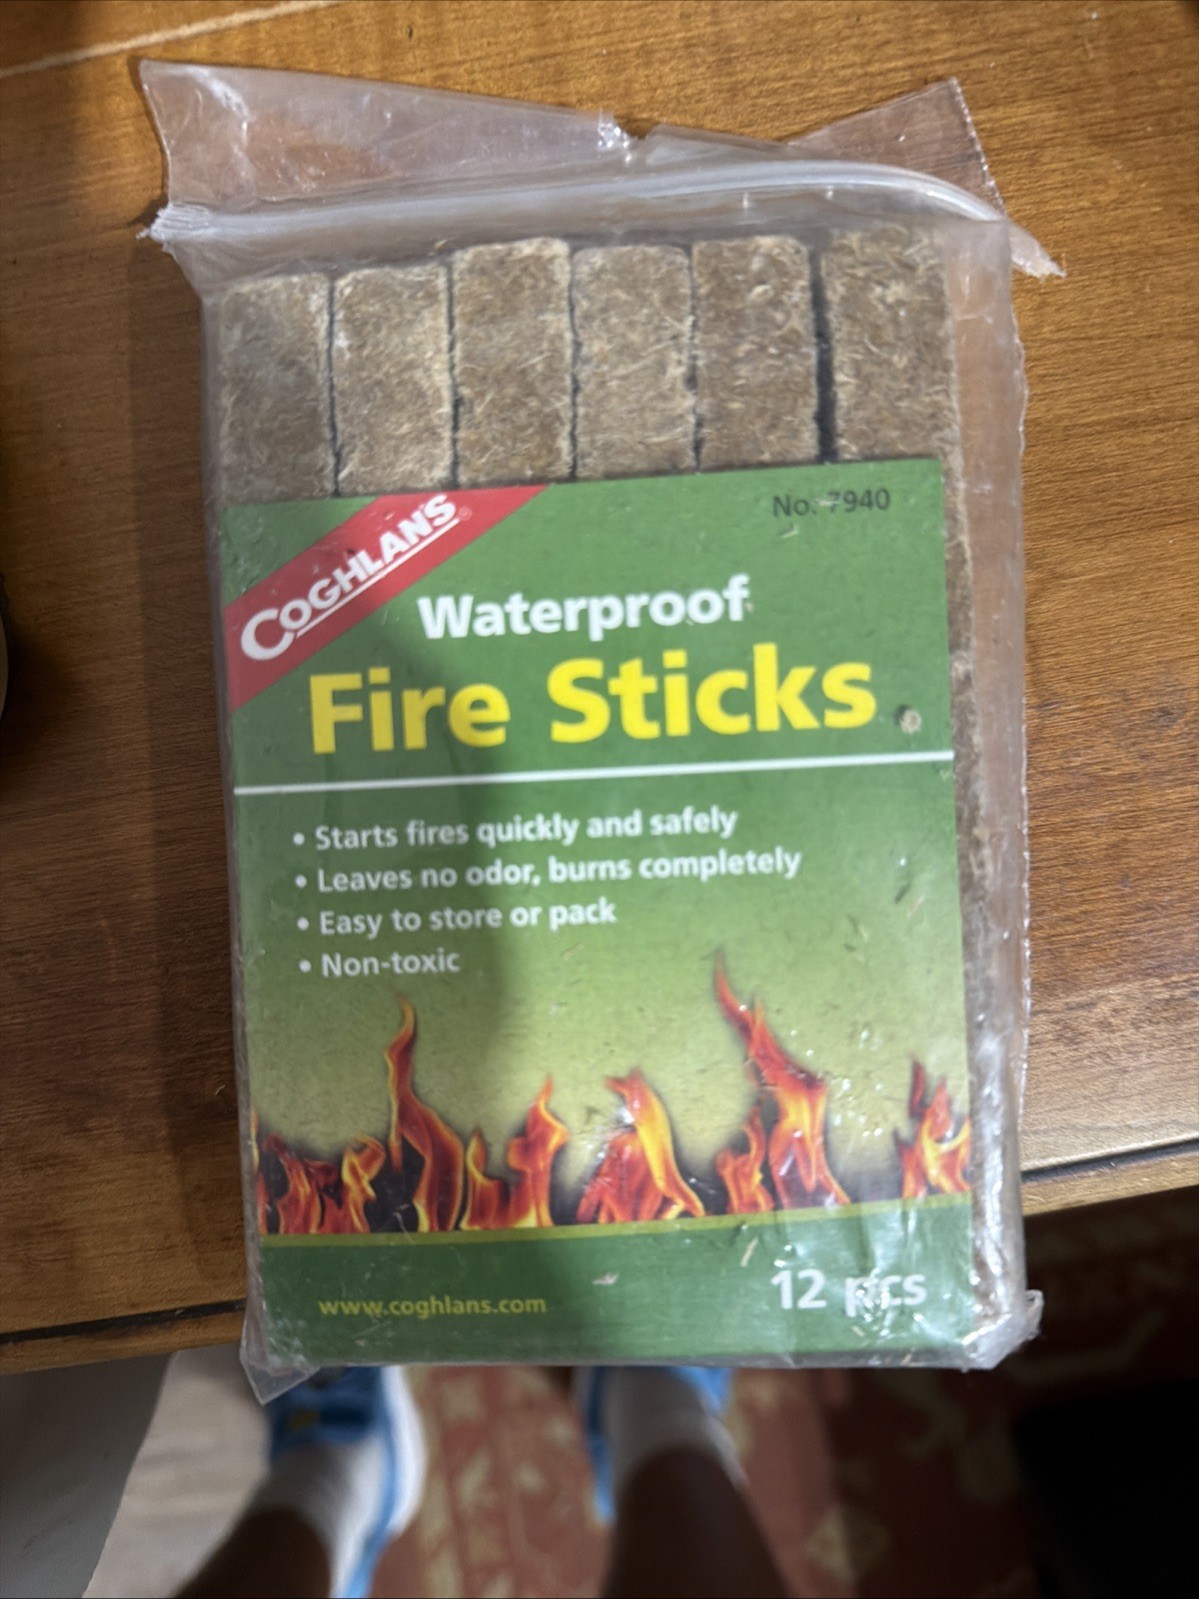 No. 7940
COGHLAN'S®
Waterproof
Fire Sticks
• Starts fires quickly and safely
• Leaves no odor, burns completely
• Easy to store or pack
• Non-toxic
www.coghlans.com
12 pcs